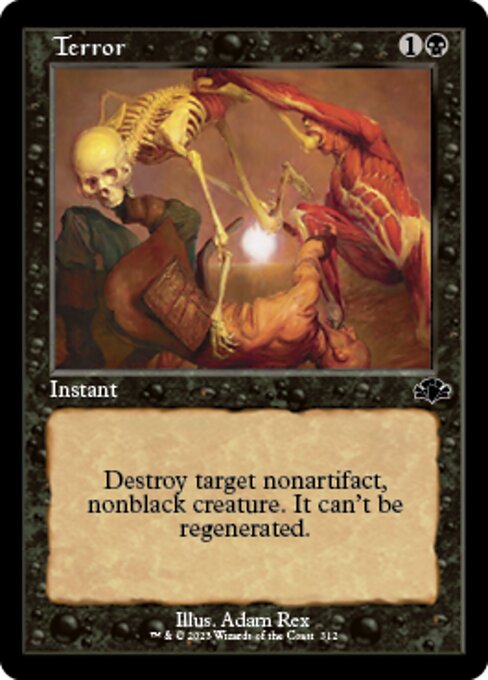 Terror 1
Instant
Destroy target nonartifact,
nonblack creature. It can't be
regenerated.
Illus. Adam Rex
™ & © 2023 Wizards of the Coast 312